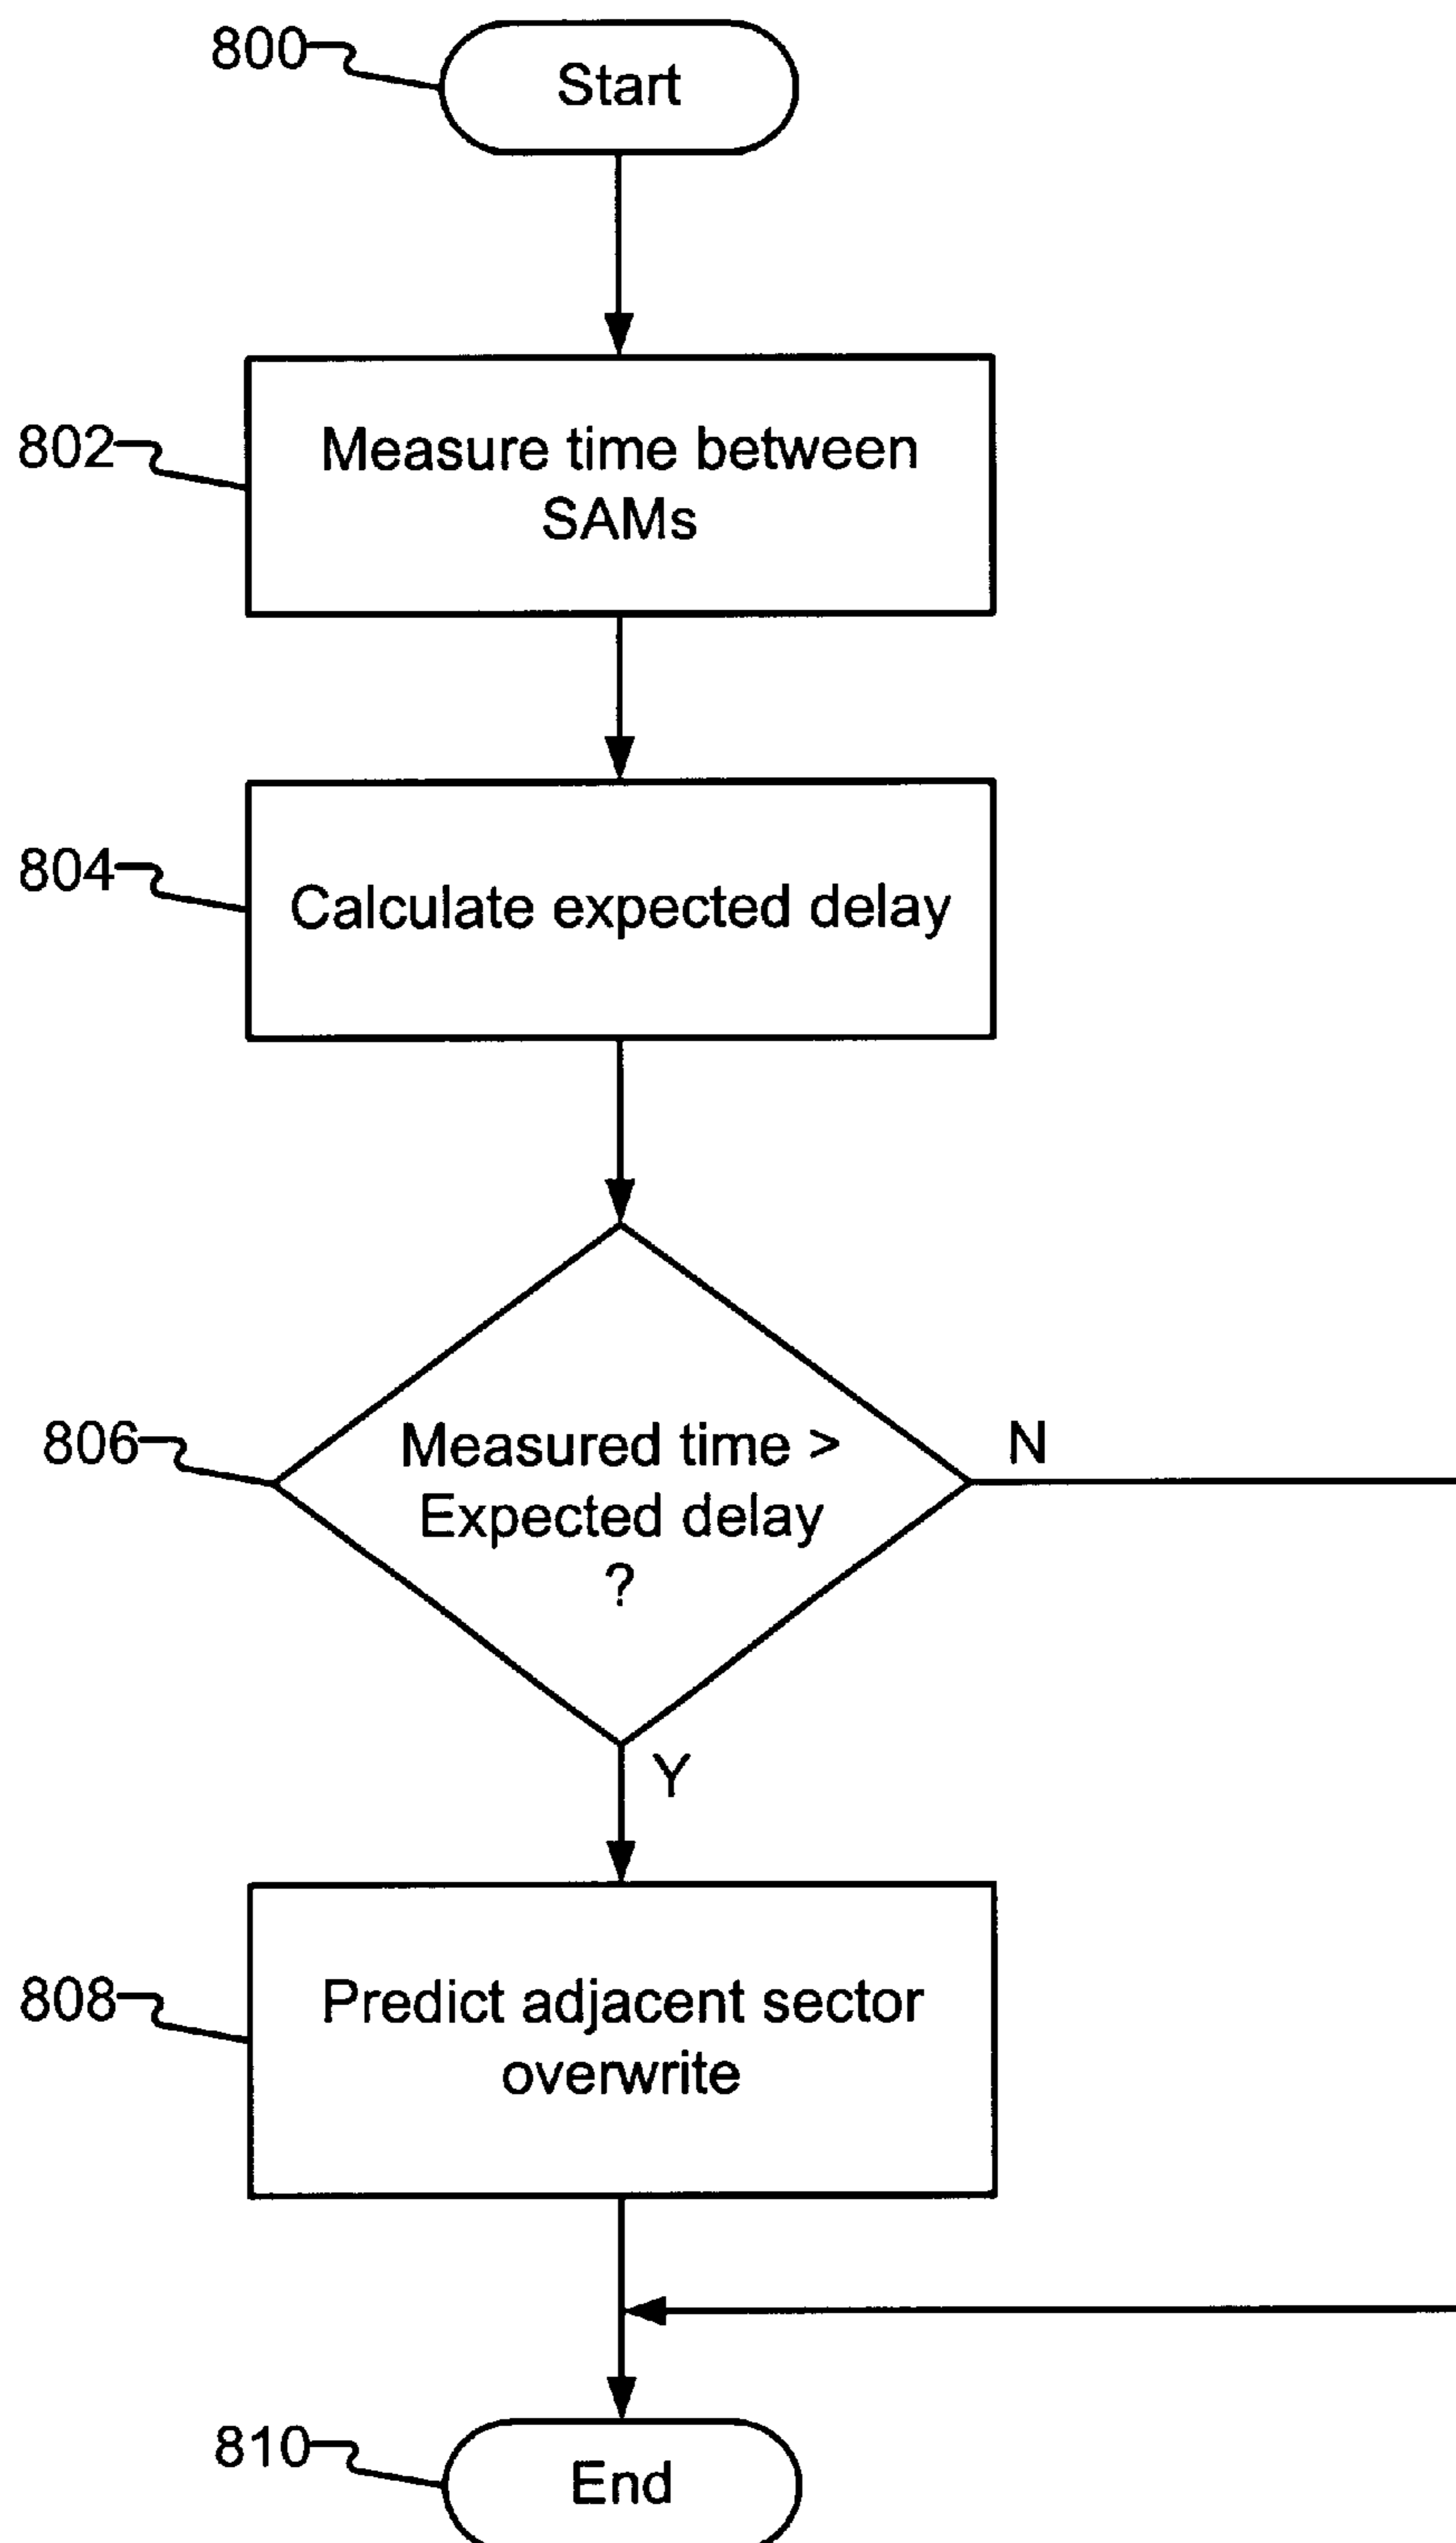 800
Start
802
Measure time between
SAMs
804
Calculate expected delay
806
Measured time >
Expected delay
?
N
Y
808
Predict adjacent sector
overwrite
810
End